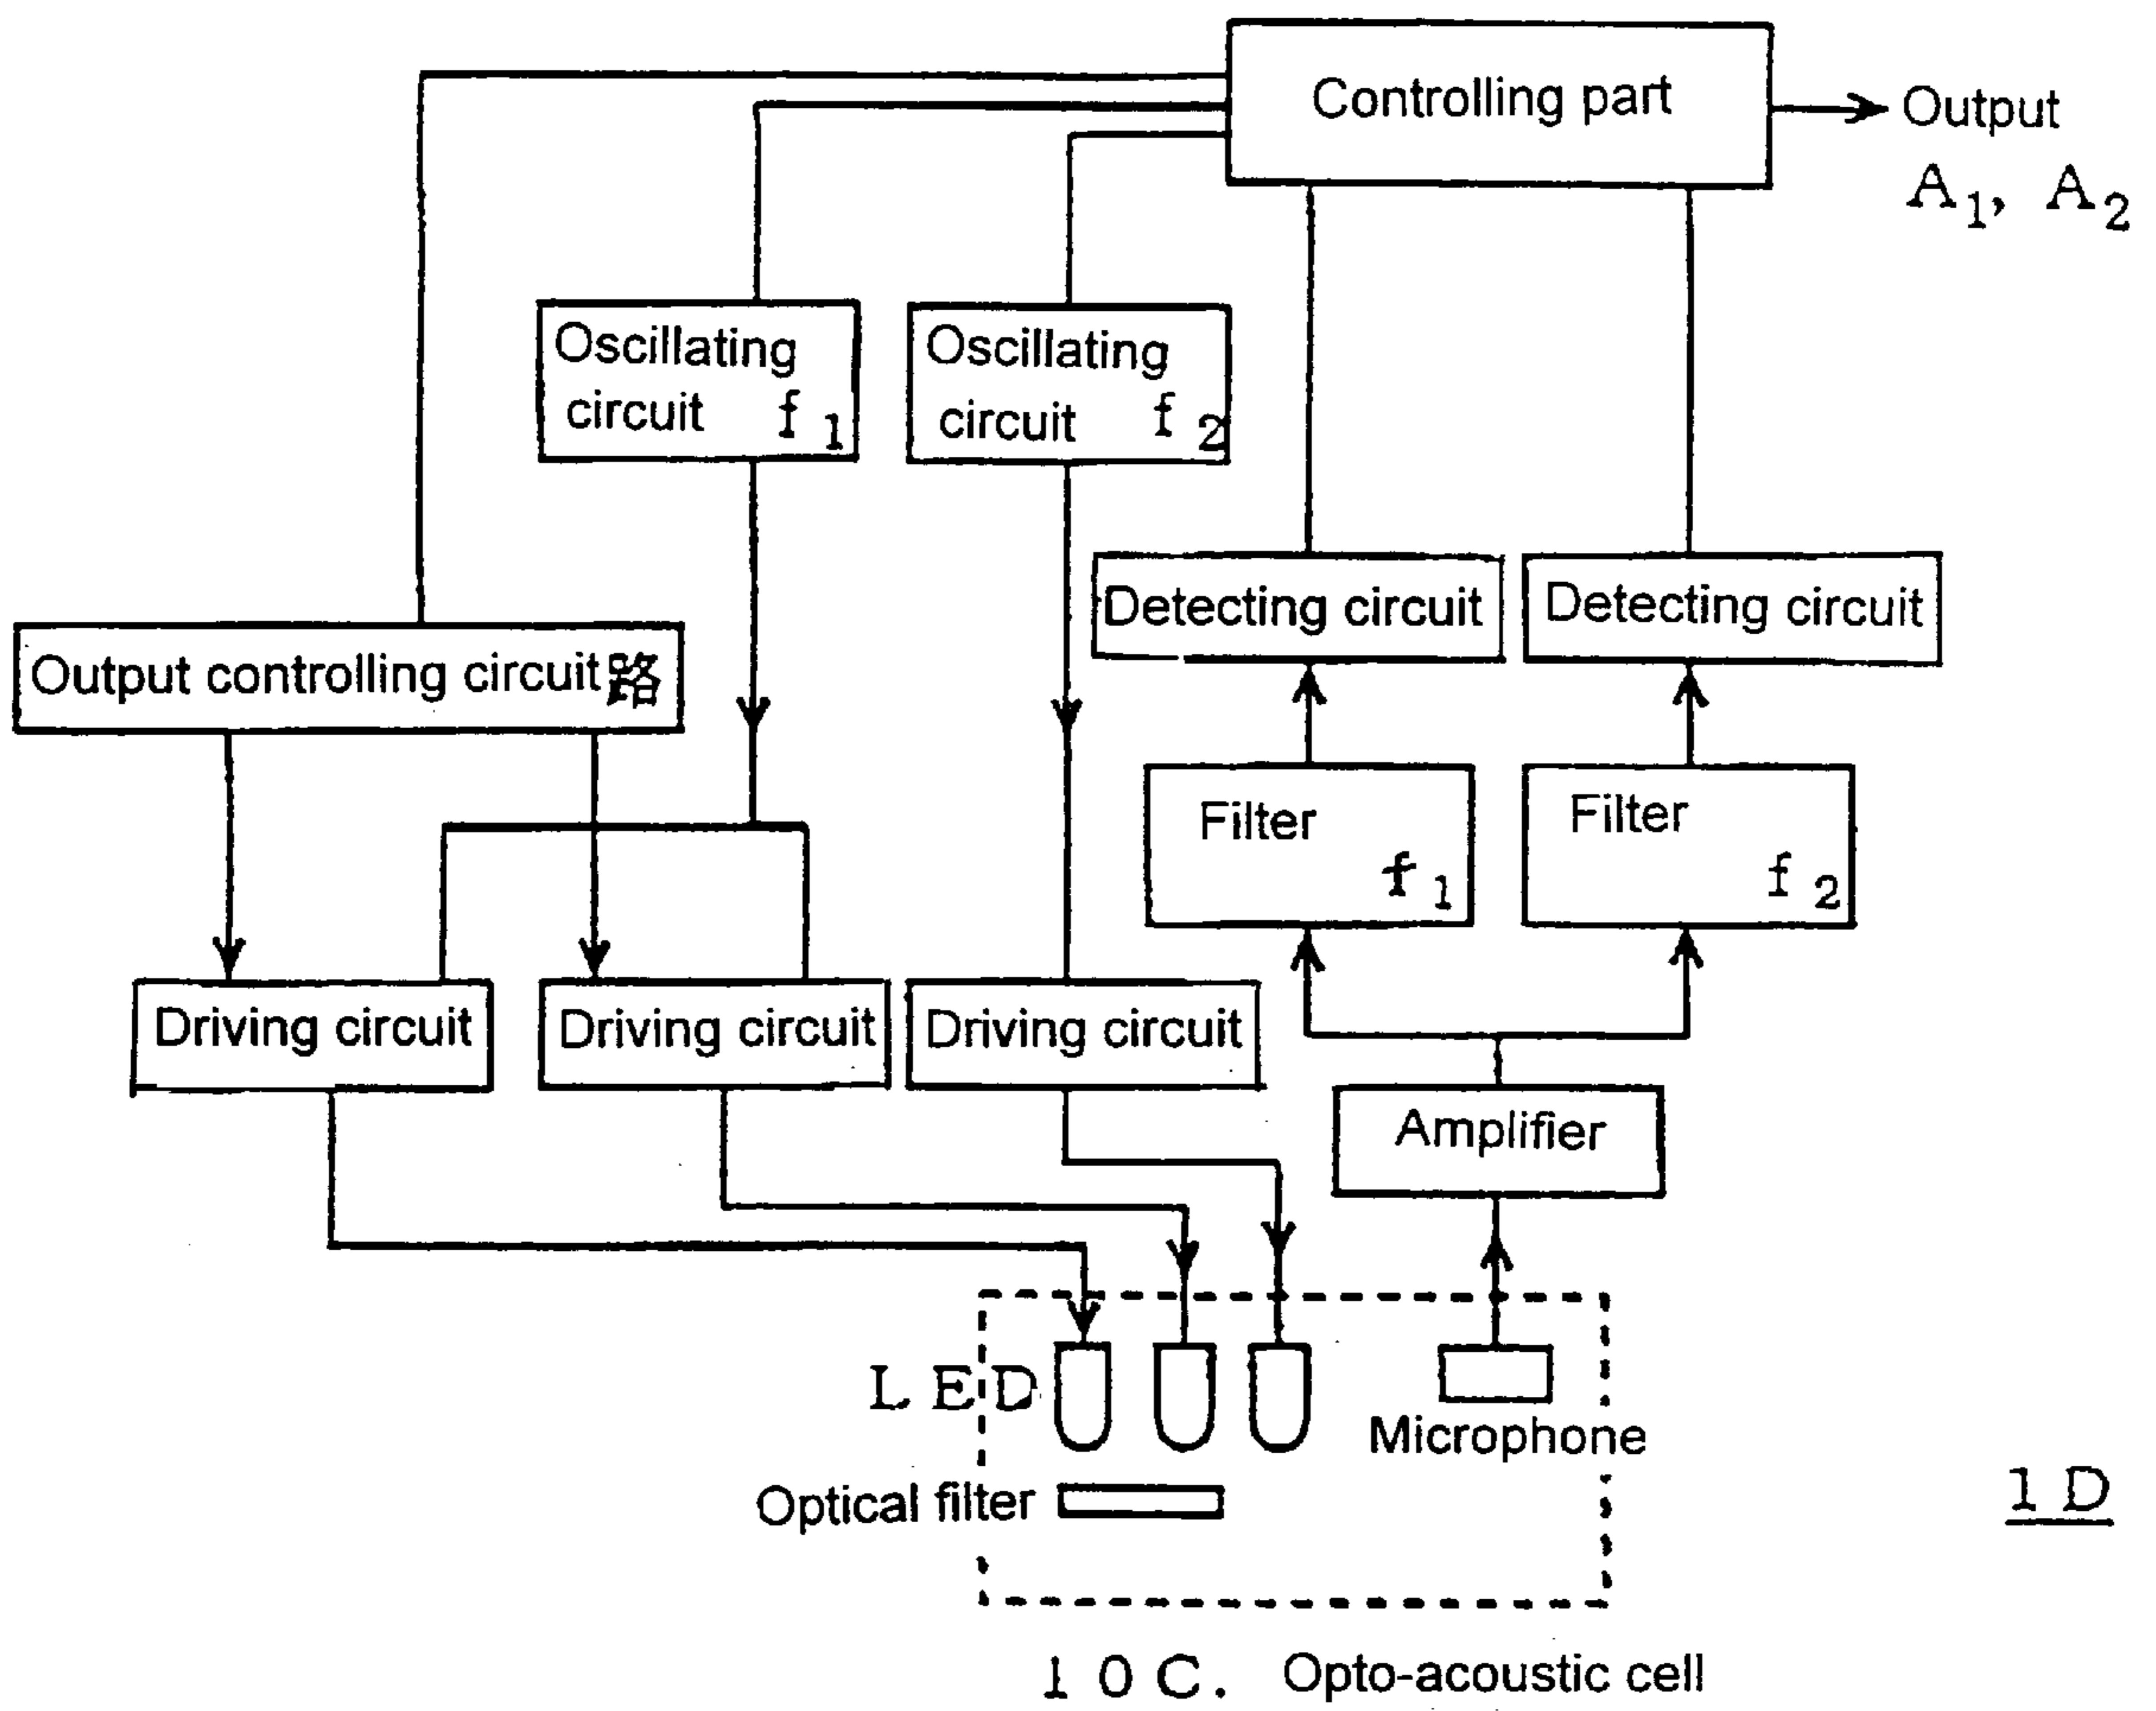 Controlling part
Output
A1, A2
Oscillating
circuit f1
Oscillating
circuit f2
Detecting circuit
Detecting circuit
Output controlling circuit路
Filter
f1
Filter
f2
Driving circuit
Driving circuit
Driving circuit
Amplifier
LED
Microphone
Optical filter
1D
10C. Opto-acoustic cell